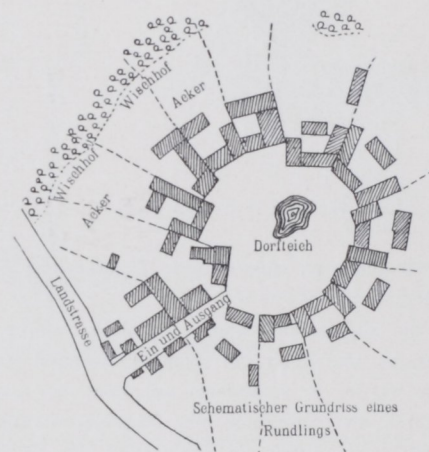 Wischhof
Acker
Wischhof
Acker
Dorfteich
Landstrasse
Ein und Ausgang
Schematischer Grundriss eines
Rundlings